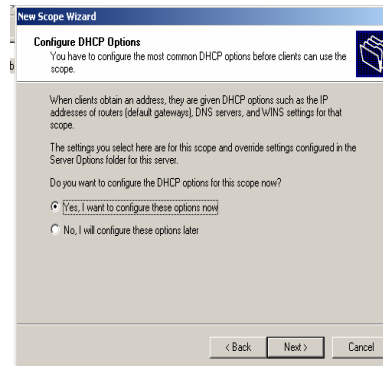 New Scope Wizard
Configure DHCP Options
You have to configure the most common DHCP options before clients can use the
scope.
When clients obtain an address, they are given DHCP options such as the IP
addresses of routers (default gateways), DNS servers, and WINS settings for that
scope.
The settings you select here are for this scope and override settings configured in the
Server Options folder for this server.
Do you want to configure the DHCP options for this scope now?
Yes, I want to configure these options now
No, I will configure these options later
< Back Next > Cancel